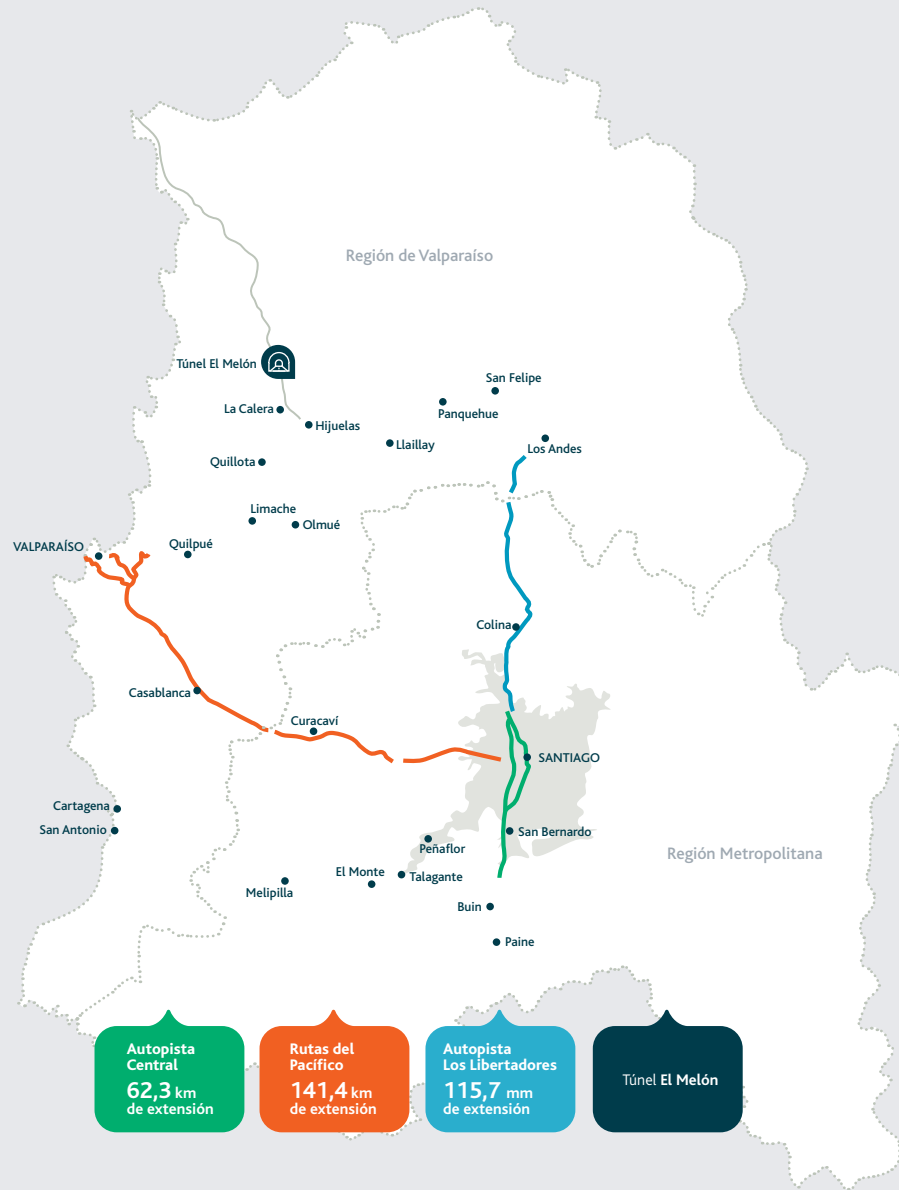 Región de Valparaíso
Túnel El Melón
San Felipe
La Calera
Panquehue
Hijuelas
Llaillay
Los Andes
Quillota
Limache
Olmué
VALPARAÍSO
Quilpué
Colina
Casablanca
Curacaví
SANTIAGO
Cartagena
San Antonio
San Bernardo
Peñaflor
Región Metropolitana
El Monte
Talagante
Melipilla
Buin
Paine
Autopista
Central
62,3 km
de extensión
Rutas del
Pacífico
141,4 km
de extensión
Autopista
Los Libertadores
115,7 mm
de extensión
Túnel El Melón